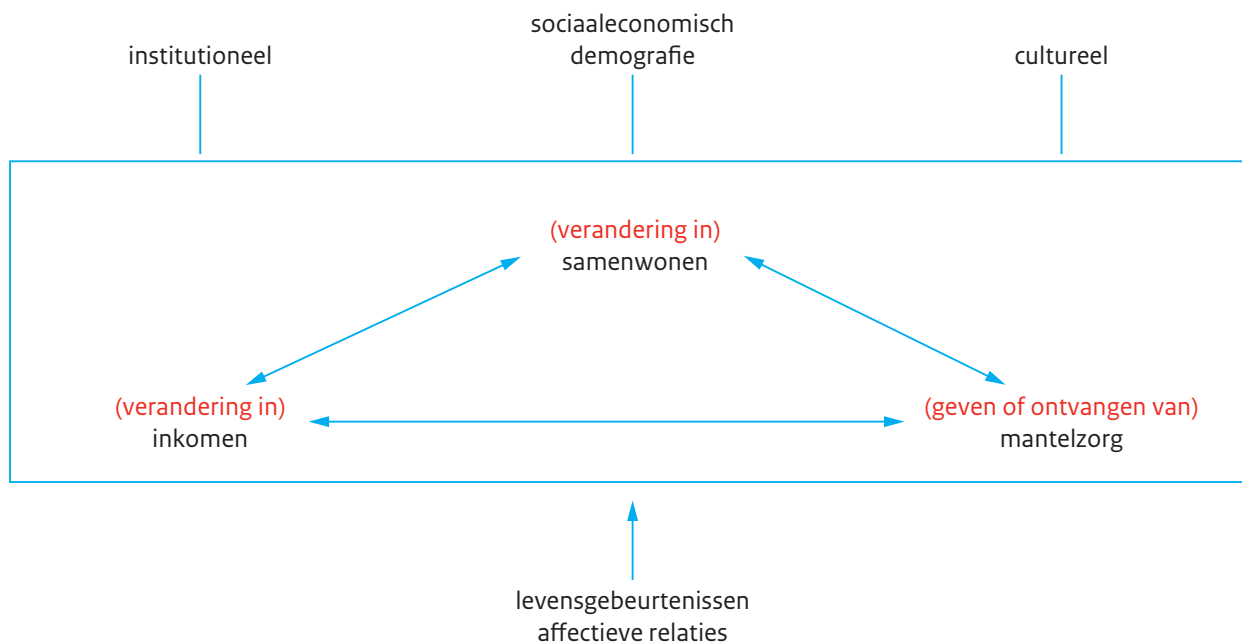 institutioneel
sociaaleconomisch
demografie
cultureel
(verandering in)
samenwonen
(verandering in)
inkomen
(geven of ontvangen van)
mantelzorg
levensgebeurtenissen
affectieve relaties